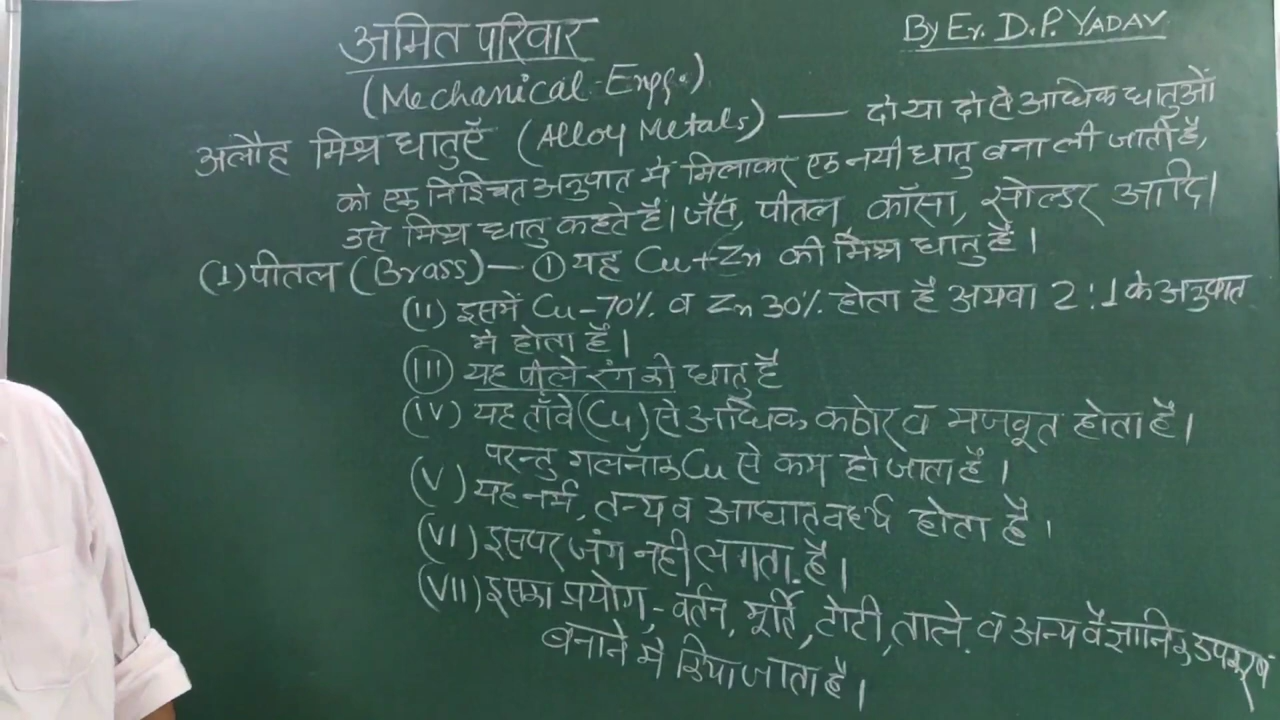 अमित परिवार
By Er. D.P. YADAV
(Mechanical-Engg.)
अलौह मिश्र धातुएँ (Alloy Metals) — दो या दो से अधिक धातुओं
को एक निश्चित अनुपात में मिलाकर एक नयी धातु बना ली जाती है,
उसे मिश्र धातु कहते हैं। जैसे, पीतल काँसा, सोल्डर आदि।
(1) पीतल (Brass) — ① यह Cu+Zn की मिश्र धातु है।
(II) इसमें Cu-70% व Zn 30% होता है अथवा 2:1 के अनुपात
में होता है।
(III) यह पीले रंग की धातु है
(IV) यह ताँबे (Cu) से अधिक कठोर व मजबूत होता है।
परन्तु गलनाँक Cu से कम हो जाता है।
(V) यह नर्म, तन्य व आघातवर्ध्य होता है।
(VI) इसपर जंग नही लगता है।
(VII) इसका प्रयोग,- वर्तन, मूर्ति, टोटी, ताले. व अन्य वैज्ञानिक
बनाने में किया जाता है।